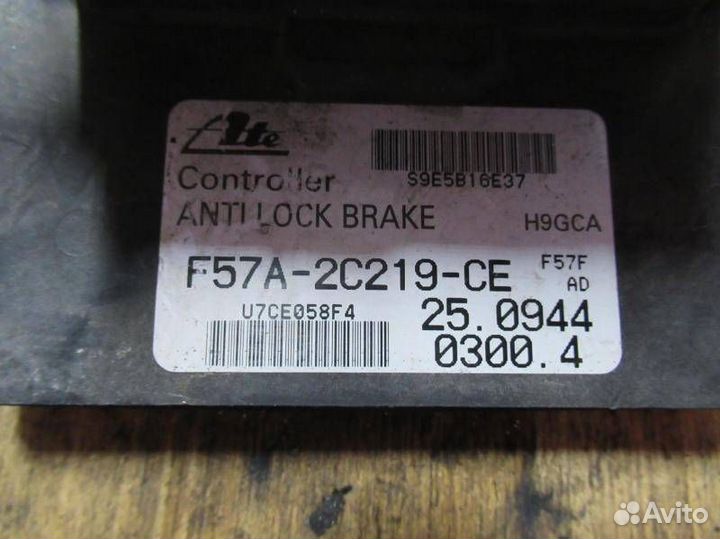 Ate
S9E5B16E37
Controller
ANTI LOCK BRAKE H9GCA
F57A-2C219-CE F57F AD
U7CE058F4
25.0944
0300.4
Avito